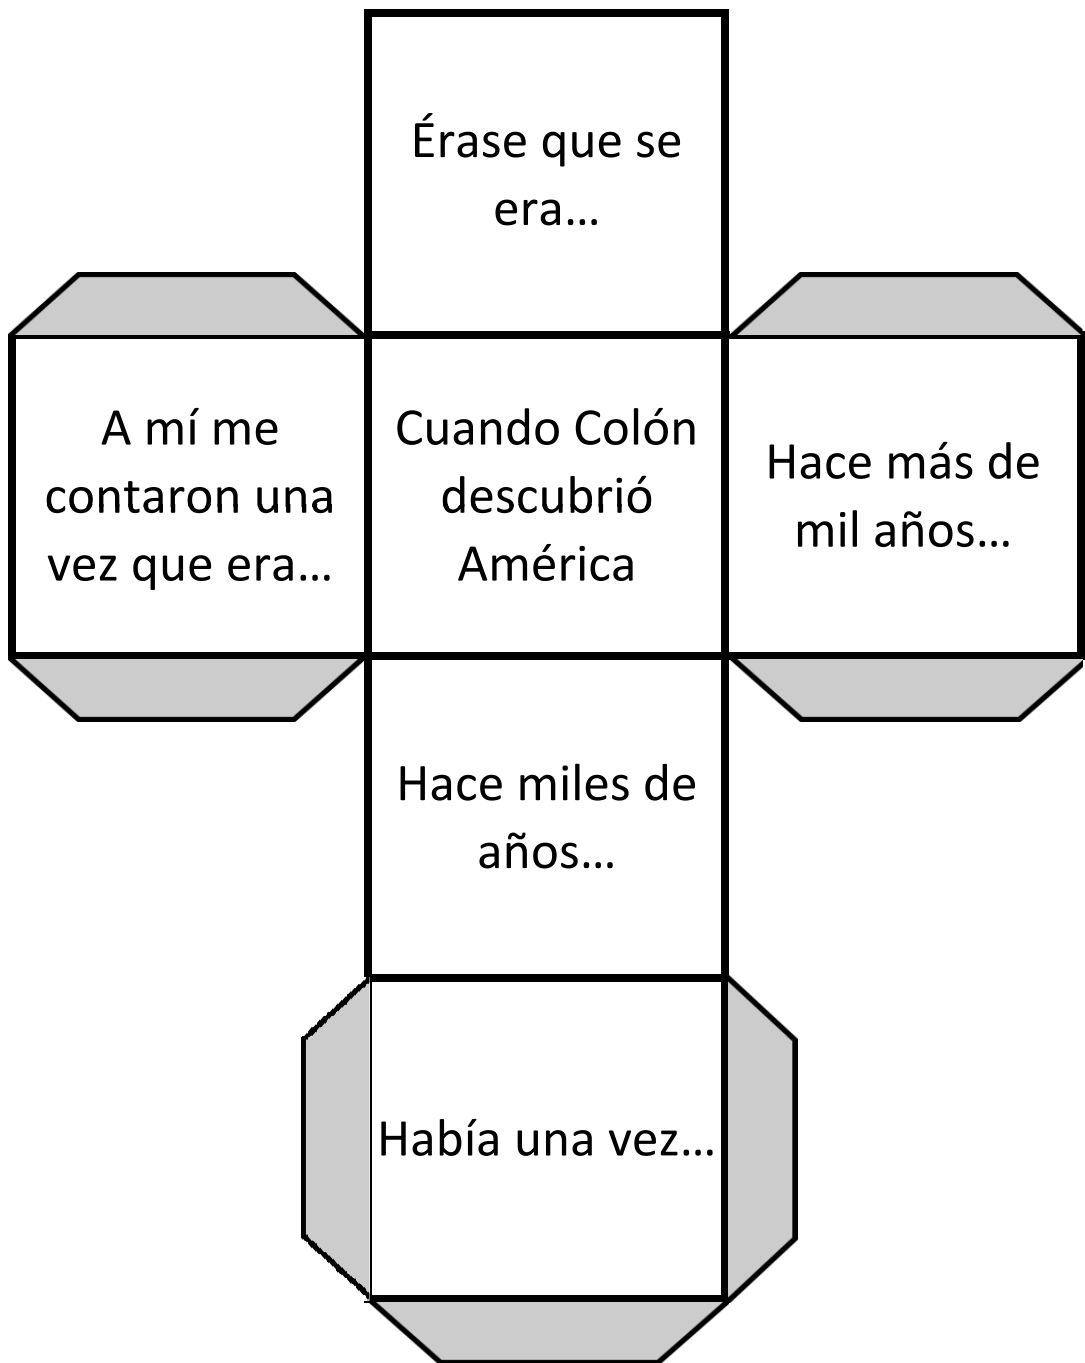 Érase que se
era…
A mí me
contaron una
vez que era…
Cuando Colón
descubrió
América
Hace más de
mil años…
Hace miles de
años…
Había una vez…